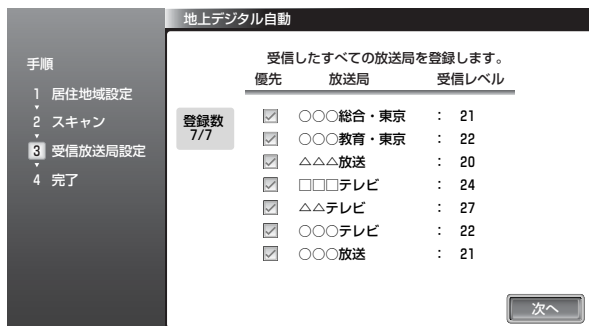 地上デジタル自動
手順
1 居住地域設定
2 スキャン
3 受信放送局設定
4 完了
受信したすべての放送局を登録します。
優先 放送局 受信レベル
登録数
7/7
○○○総合・東京 : 21
○○○教育・東京 : 22
△△△放送 : 20
□□□テレビ : 24
△△テレビ : 27
○○○テレビ : 22
○○○放送 : 21
次へ